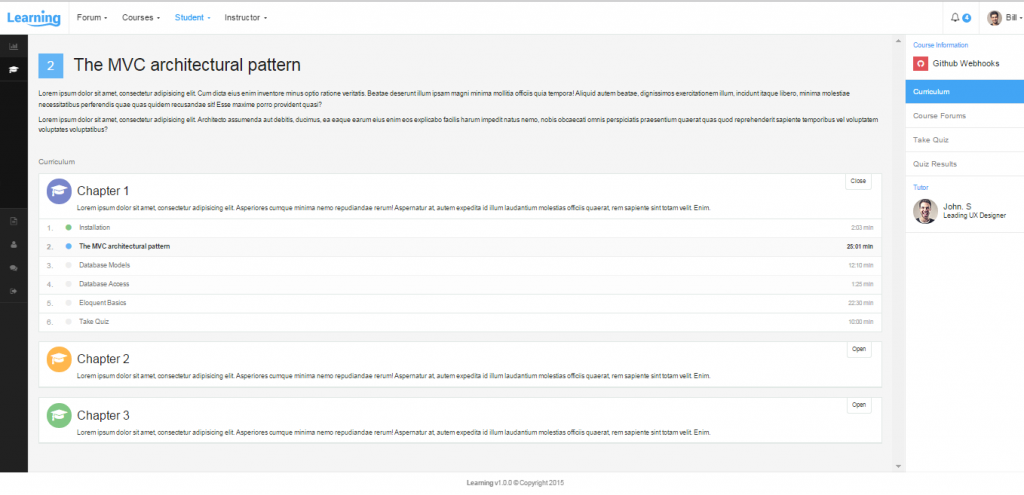 Learning
Forum Courses Student Instructor
4 Bill
2 The MVC architectural pattern
Lorem ipsum dolor sit amet, consectetur adipisicing elit. Cum dicta eius enim inventore minus optio ratione veritatis. Beatae deserunt illum ipsam magni minima mollitia officiis quia tempora! Aliquid autem beatae, dignissimos exercitationem illum, incidunt itaque libero, minima molestiae
necessitatibus perferendis quae quas quidem recusandae sit! Esse maxime porro provident quasi?
Lorem ipsum dolor sit amet, consectetur adipisicing elit. Architecto assumenda aut debitis, ducimus, ea eaque earum eius enim eos explicabo facilis harum impedit natus nemo, nobis obcaecati omnis perspiciatis praesentium quaerat quas quod reprehenderit sapiente temporibus vel voluptatem
voluptates voluptatibus?
Curriculum
Chapter 1
Close
Lorem ipsum dolor sit amet, consectetur adipisicing elit. Asperiores cumque minima nemo repudiandae rerum! Aspernatur at, autem expedita id illum laudantium molestias officiis quaerat, rem sapiente sint totam velit. Enim.
1. Installation 2:03 min
2. The MVC architectural pattern 25:01 min
3. Database Models 12:10 min
4. Database Access 1:25 min
5. Eloquent Basics 22:30 min
6. Take Quiz 10:00 min
Chapter 2
Open
Lorem ipsum dolor sit amet, consectetur adipisicing elit. Asperiores cumque minima nemo repudiandae rerum! Aspernatur at, autem expedita id illum laudantium molestias officiis quaerat, rem sapiente sint totam velit. Enim.
Chapter 3
Open
Lorem ipsum dolor sit amet, consectetur adipisicing elit. Asperiores cumque minima nemo repudiandae rerum! Aspernatur at, autem expedita id illum laudantium molestias officiis quaerat, rem sapiente sint totam velit. Enim.
Course Information
Github Webhooks
Curriculum
Course Forums
Take Quiz
Quiz Results
Tutor
John. S
Leading UX Designer
Learning v1.0.0 © Copyright 2015